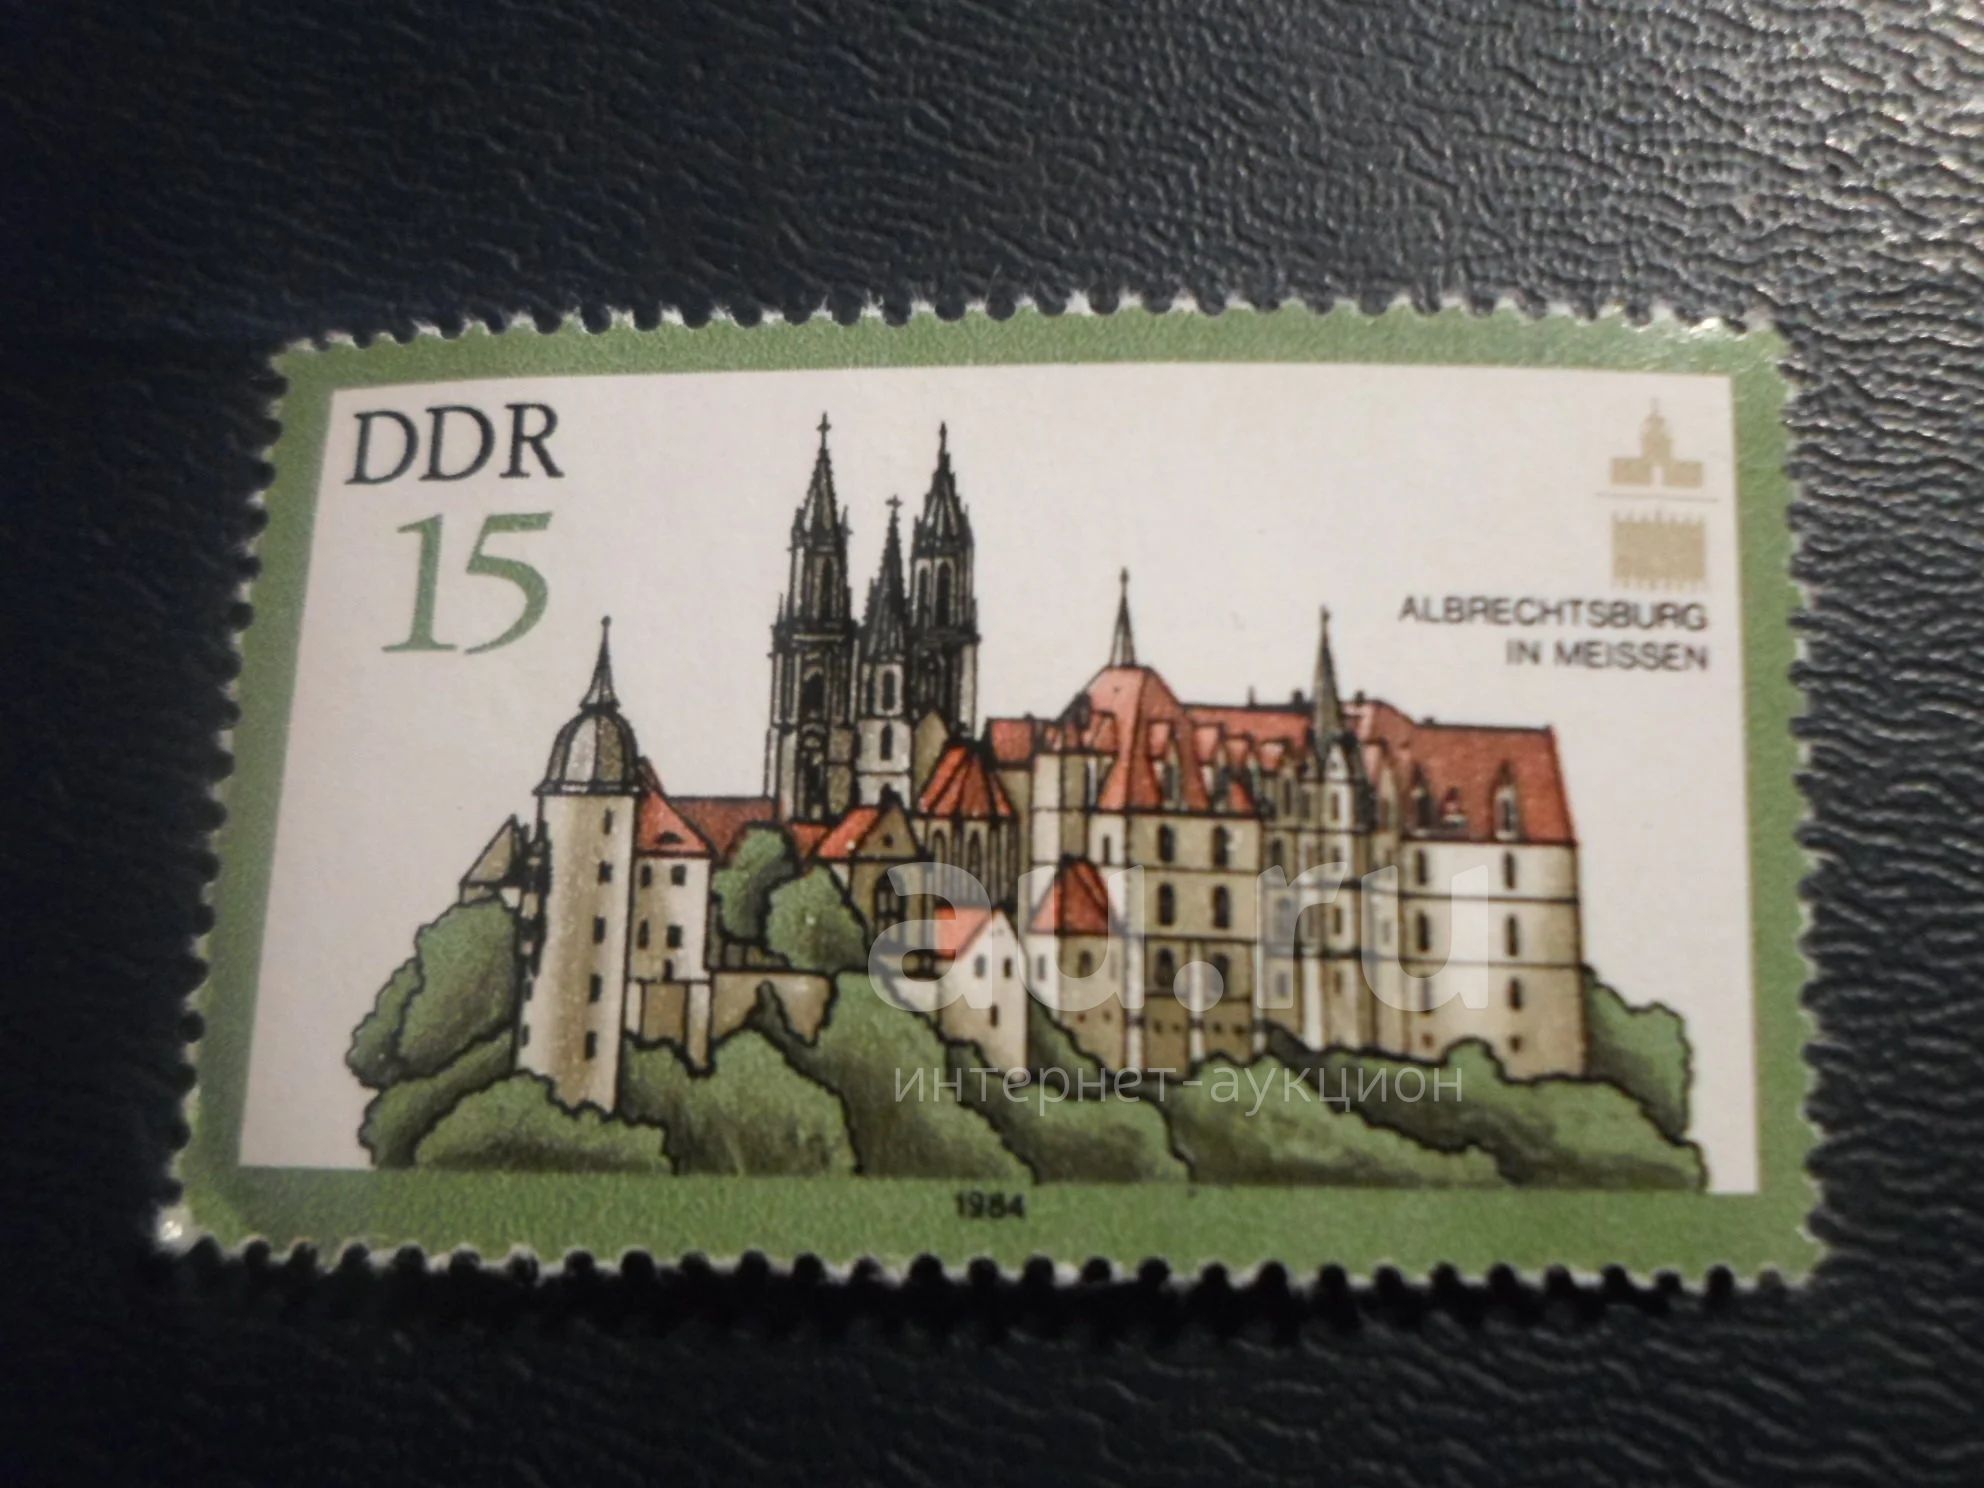 DDR
15
ALBRECHTSBURG
IN MEISSEN
au.ru
интернет-аукцион
1984